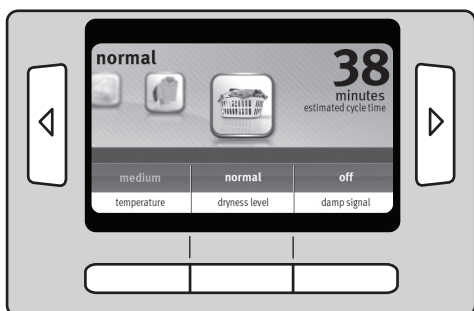 normal
38
minutes
estimated cycle time
medium normal off
temperature dryness level damp signal